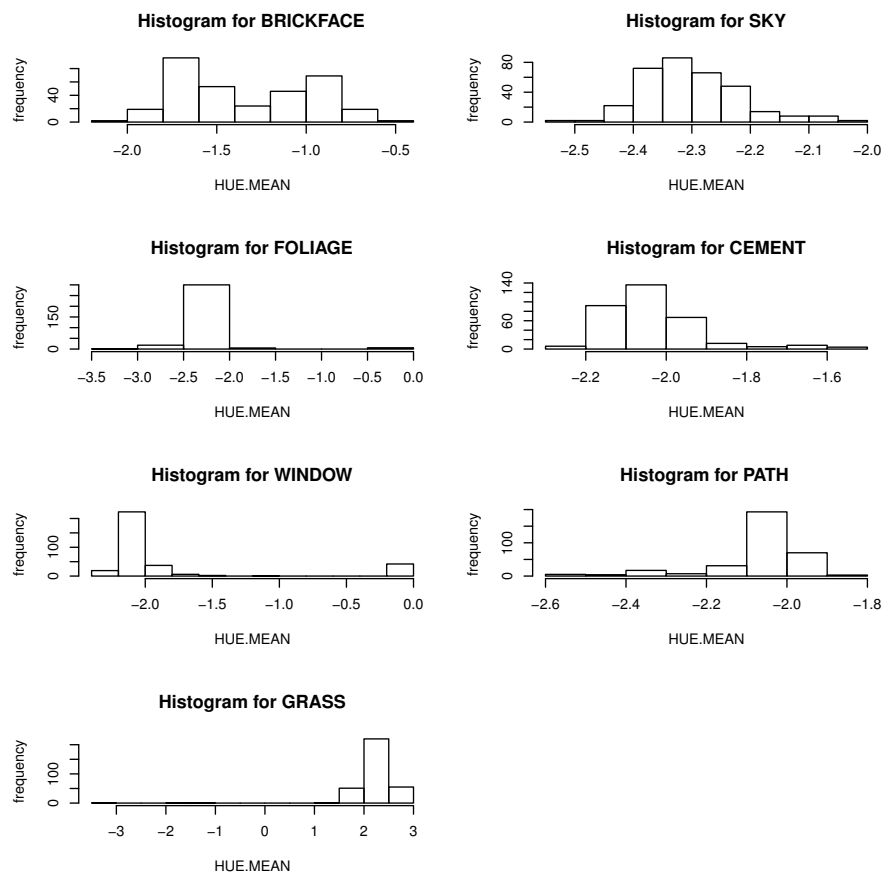 Histogram for BRICKFACE
frequency
40
0
−2.0 −1.5 −1.0 −0.5
HUE.MEAN
Histogram for SKY
frequency
80
40
0
−2.5 −2.4 −2.3 −2.2 −2.1 −2.0
HUE.MEAN
Histogram for FOLIAGE
frequency
150
0
−3.5 −3.0 −2.5 −2.0 −1.5 −1.0 −0.5 0.0
HUE.MEAN
Histogram for CEMENT
frequency
140
60
0
−2.2 −2.0 −1.8 −1.6
HUE.MEAN
Histogram for WINDOW
frequency
100
0
−2.0 −1.5 −1.0 −0.5 0.0
HUE.MEAN
Histogram for PATH
frequency
100
0
−2.6 −2.4 −2.2 −2.0 −1.8
HUE.MEAN
Histogram for GRASS
frequency
100
0
−3 −2 −1 0 1 2 3
HUE.MEAN